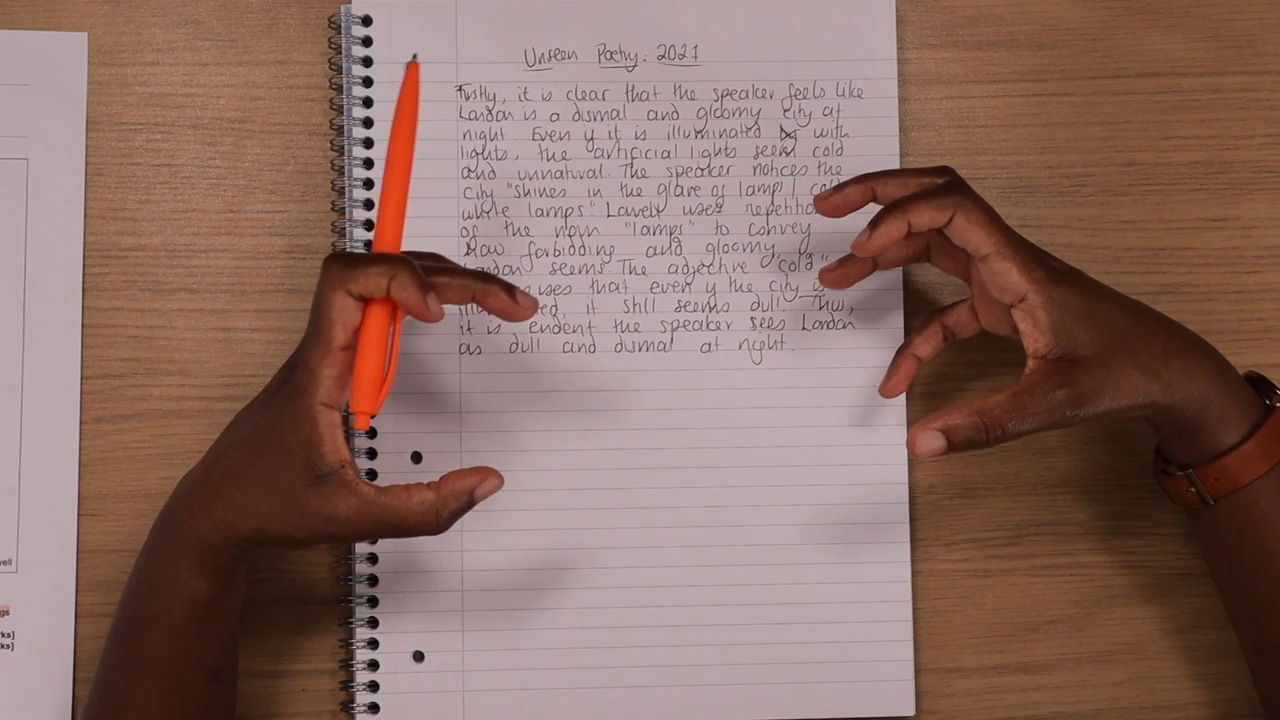 Unseen Poetry: 2021
Firstly, it is clear that the speaker feels like
London is a dismal and gloomy city at
night. Even if it is illuminated with
lights, the artificial lights seem cold
and unnatural. The speaker notices the
city "shines in the glare of lamps /
white lamps." Lowell uses
of the noun "lamps" to convey
how forbidding and gloomy
London seems. The adjective "cold"
that even if the city
it still seems dull. Thus,
it is evident the speaker sees London
as dull and dismal at night.
ell
gs
ks]
ks]